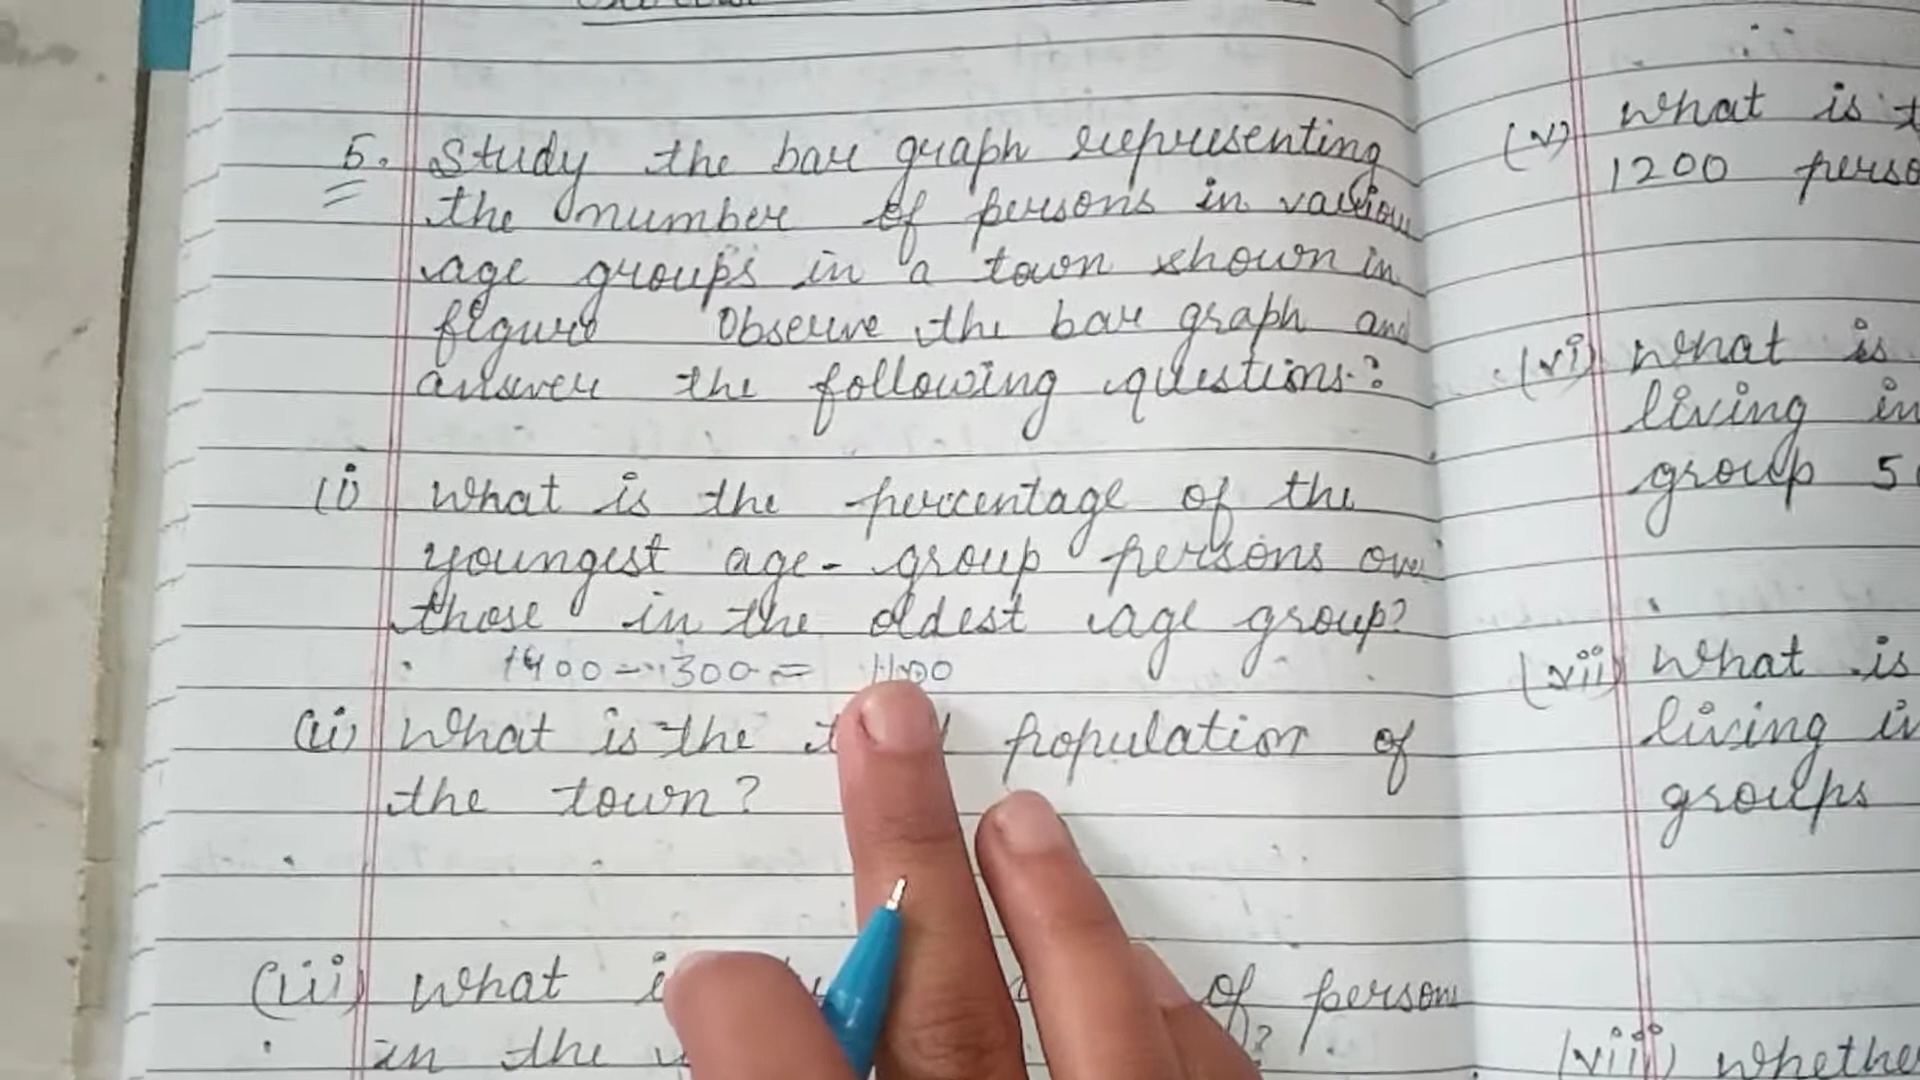 5. Study the bar graph representing
the number of persons in various
age groups in a town shown in
figure Observe the bar graph and
answer the following questions:?
(i) What is the percentage of the
youngest age-group persons over
those in the oldest age group?
1400 - 300 = 1100
(ii) What is the population of
the town?
(iii) What of persons
in the ?
(v) What is
1200
(vi) What is
living in
group
(vii) What is
living
groups
(viii)